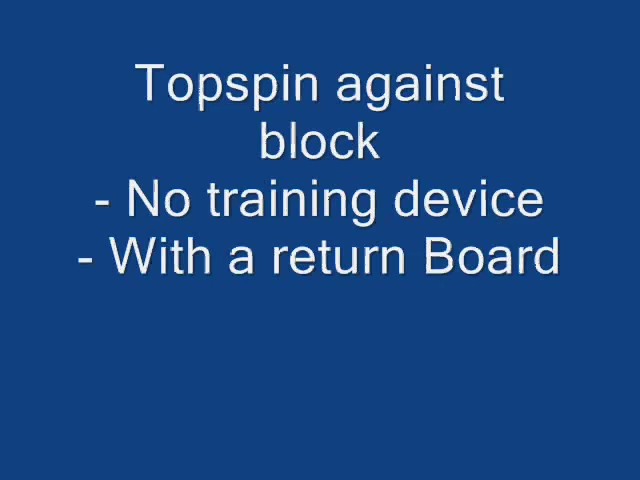 Topspin against
block
- No training device
- With a return Board